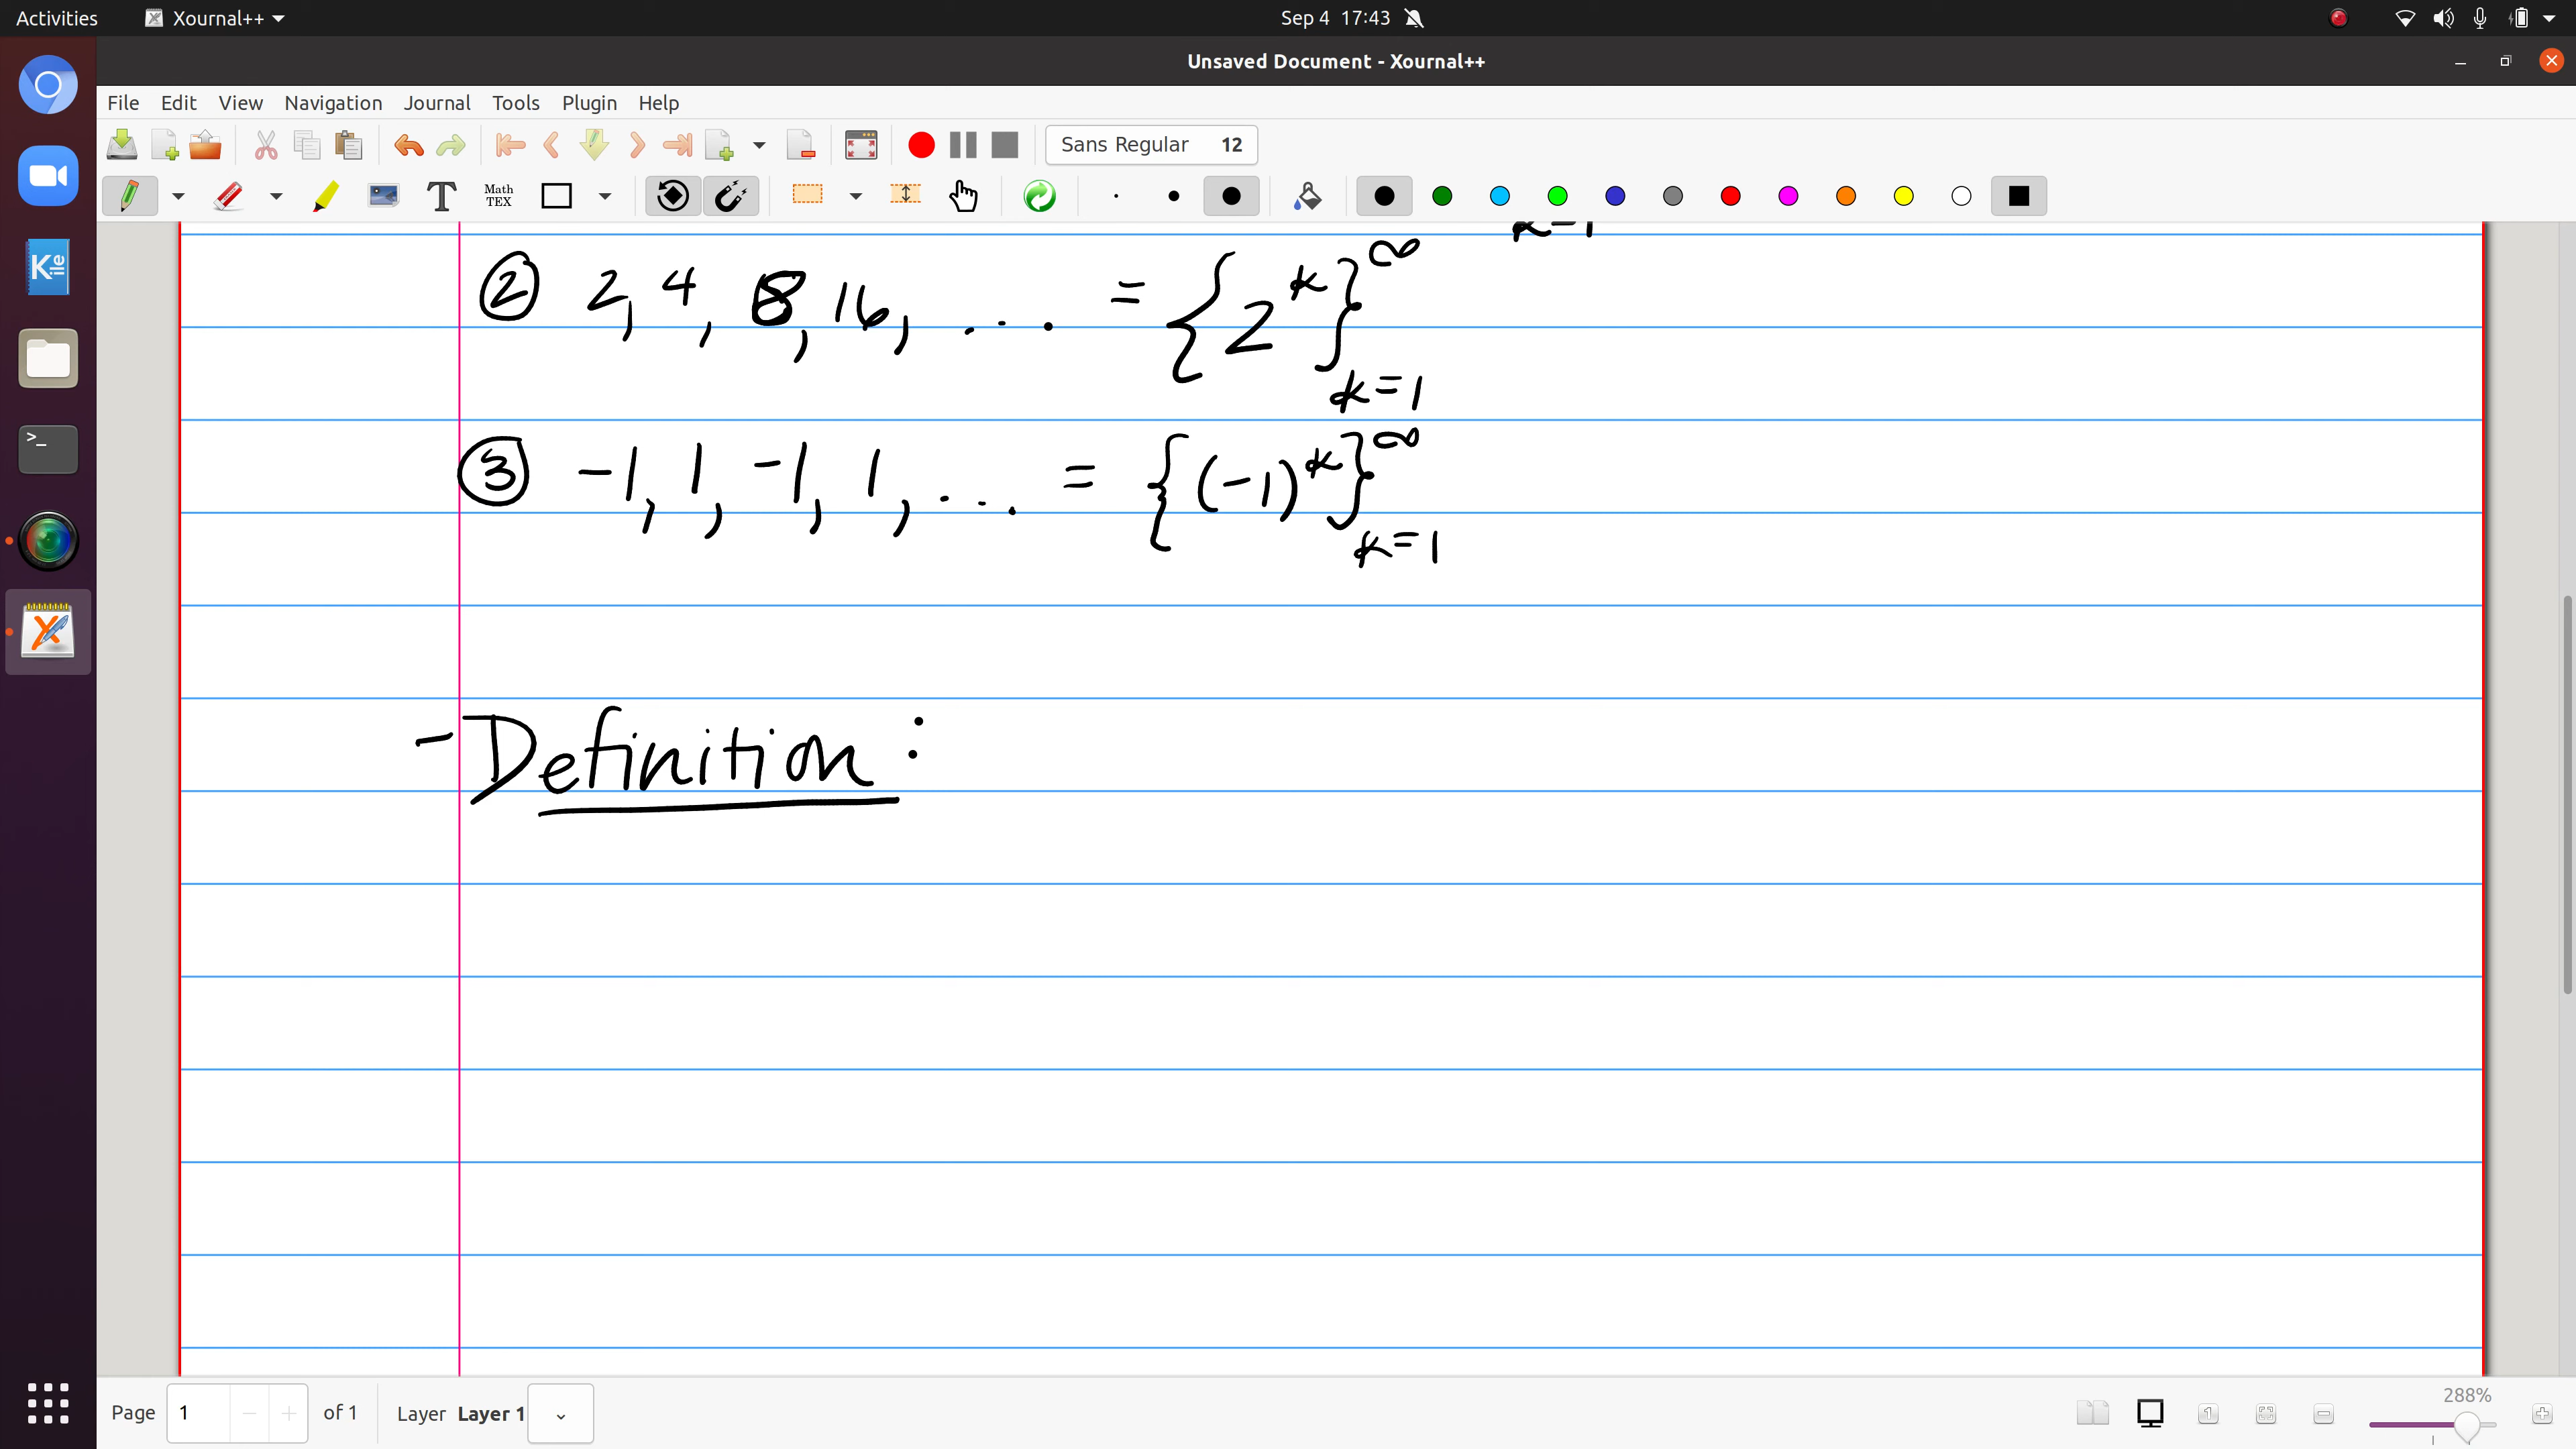 Activities Xournal++ Sep 4 17:43
Unsaved Document - Xournal++
File Edit View Navigation Journal Tools Plugin Help
Sans Regular 12
Math TEX
k=1
② 2, 4, 8, 16, ... = {2^k}^∞_{k=1}
③ -1, 1, -1, 1, ... = {(-1)^k}^∞_{k=1}
- Definition :
Page 1 of 1 Layer Layer 1 288%